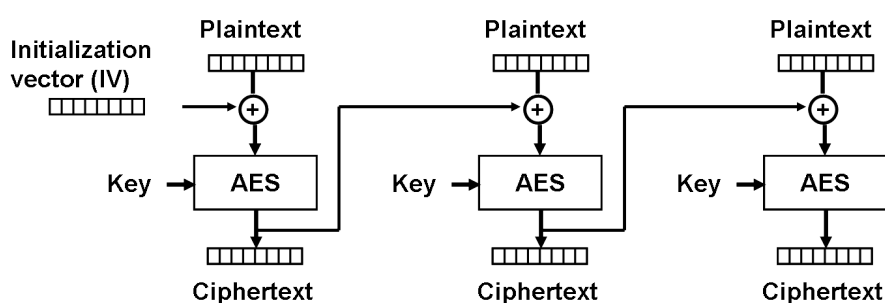 Plaintext
Plaintext
Plaintext
Initialization
vector (IV)
+
+
+
Key
AES
Key
AES
Key
AES
Ciphertext
Ciphertext
Ciphertext